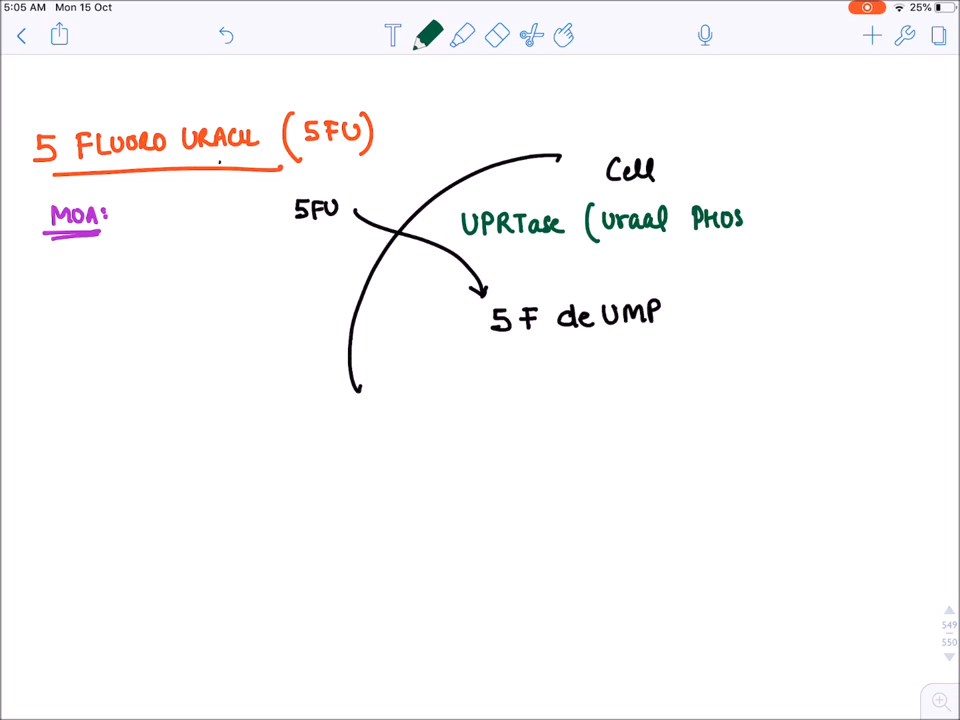 5:05 AM Mon 15 Oct 25%
T
5 FLUORO URACIL (5FU)
Cell
MOA:
5FU
UPRTase (Uracil PHOS
5F deUMP
549
550